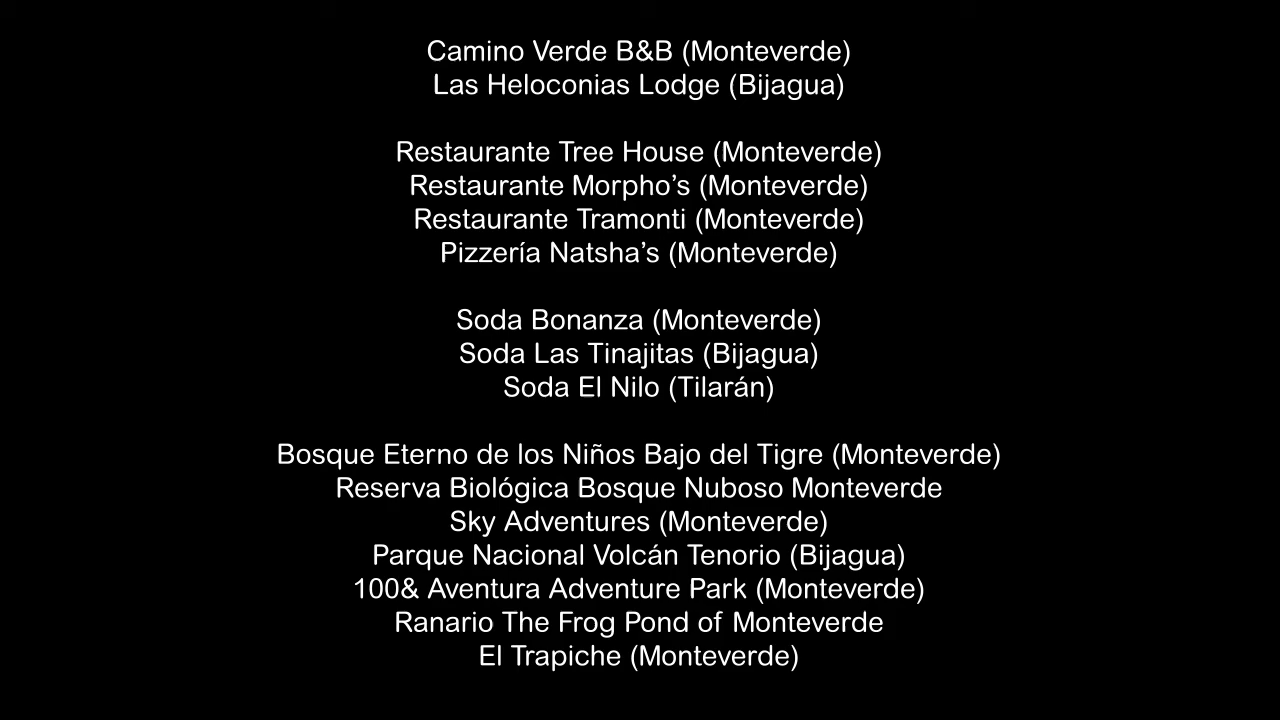 Camino Verde B&B (Monteverde)
Las Heloconias Lodge (Bijagua)
Restaurante Tree House (Monteverde)
Restaurante Morpho’s (Monteverde)
Restaurante Tramonti (Monteverde)
Pizzería Natsha’s (Monteverde)
Soda Bonanza (Monteverde)
Soda Las Tinajitas (Bijagua)
Soda El Nilo (Tilarán)
Bosque Eterno de los Niños Bajo del Tigre (Monteverde)
Reserva Biológica Bosque Nuboso Monteverde
Sky Adventures (Monteverde)
Parque Nacional Volcán Tenorio (Bijagua)
100& Aventura Adventure Park (Monteverde)
Ranario The Frog Pond of Monteverde
El Trapiche (Monteverde)